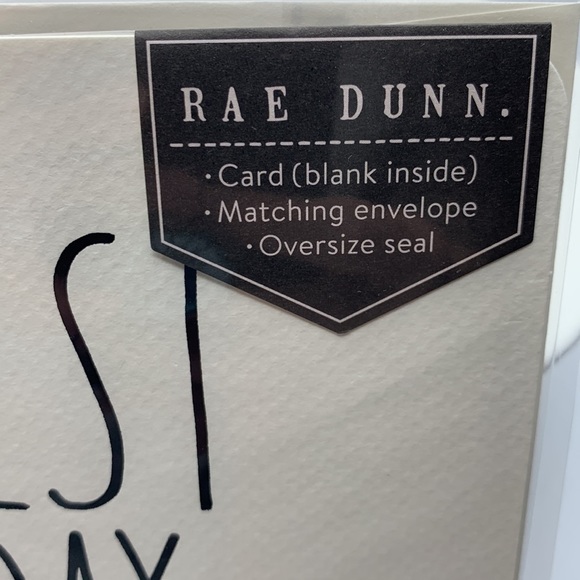 RAE DUNN.
· Card (blank inside)
· Matching envelope
· Oversize seal